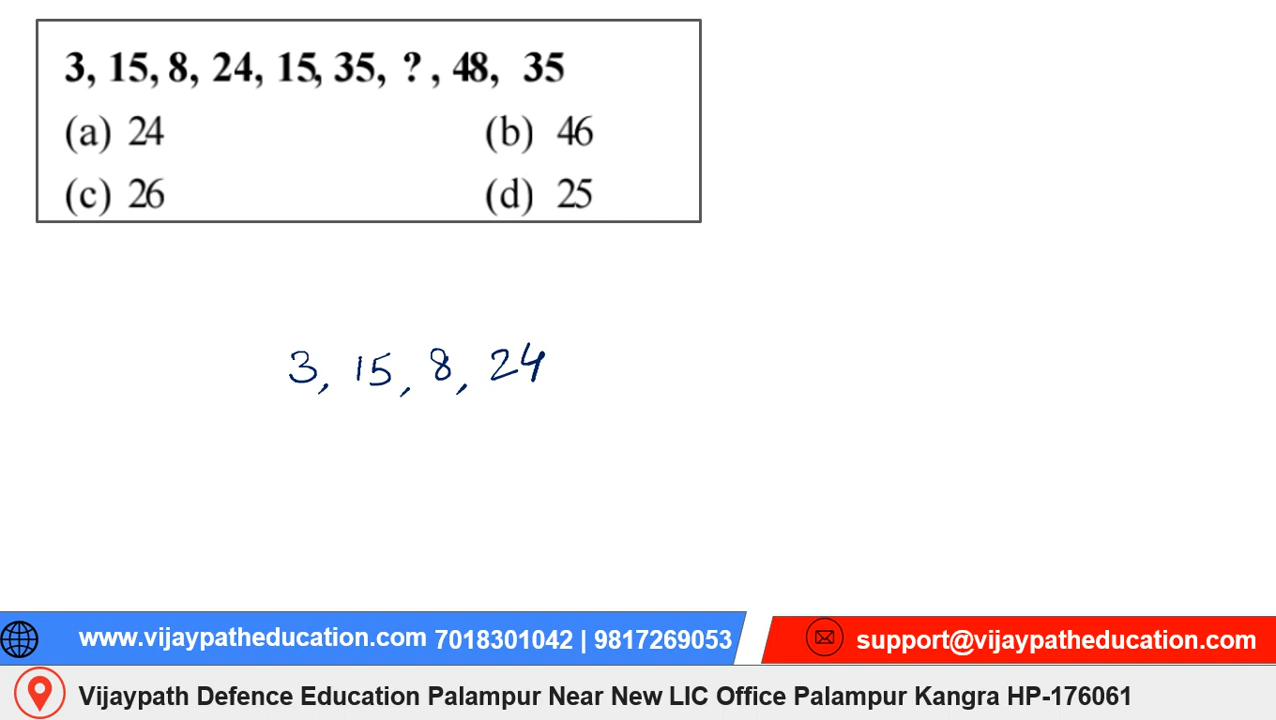 3, 15, 8, 24, 15, 35, ? , 48, 35
(a) 24 (b) 46
(c) 26 (d) 25
3, 15, 8, 24
www.vijaypatheducation.com 7018301042 | 9817269053 support@vijaypatheducation.com
Vijaypath Defence Education Palampur Near New LIC Office Palampur Kangra HP-176061